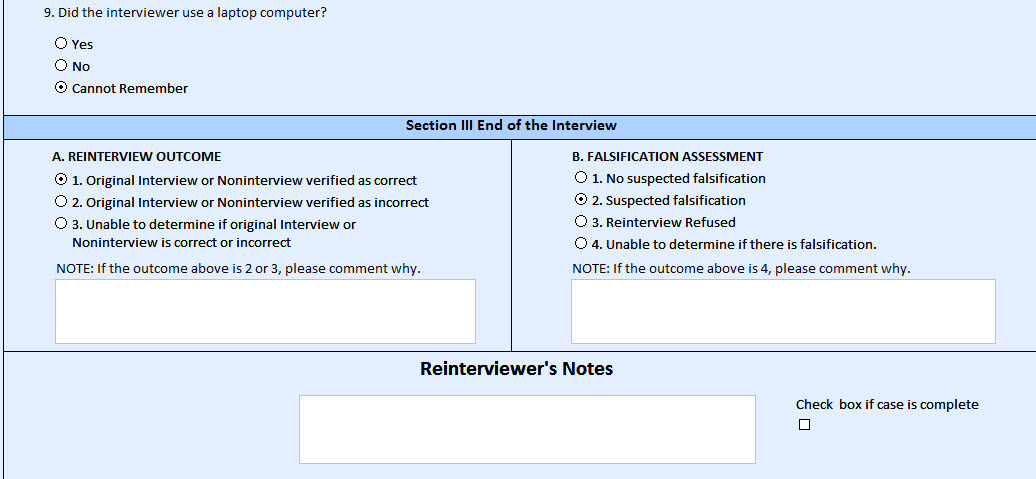 9. Did the interviewer use a laptop computer?
Yes
No
Cannot Remember
Section III End of the Interview
A. REINTERVIEW OUTCOME
1. Original Interview or Noninterview verified as correct
2. Original Interview or Noninterview verified as incorrect
3. Unable to determine if original Interview or
Noninterview is correct or incorrect
NOTE: If the outcome above is 2 or 3, please comment why.
B. FALSIFICATION ASSESSMENT
1. No suspected falsification
2. Suspected falsification
3. Reinterview Refused
4. Unable to determine if there is falsification.
NOTE: If the outcome above is 4, please comment why.
Reinterviewer's Notes
Check box if case is complete